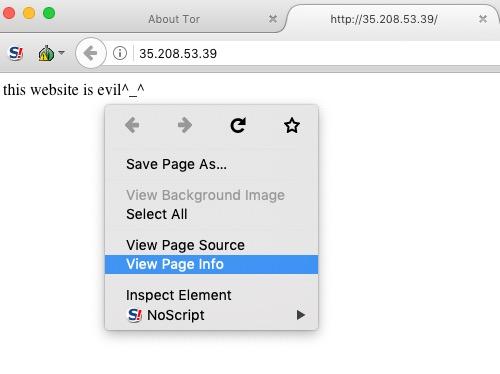 About Tor
http://35.208.53.39/
35.208.53.39
this website is evil^_^
Save Page As...
View Background Image
Select All
View Page Source
View Page Info
Inspect Element
NoScript